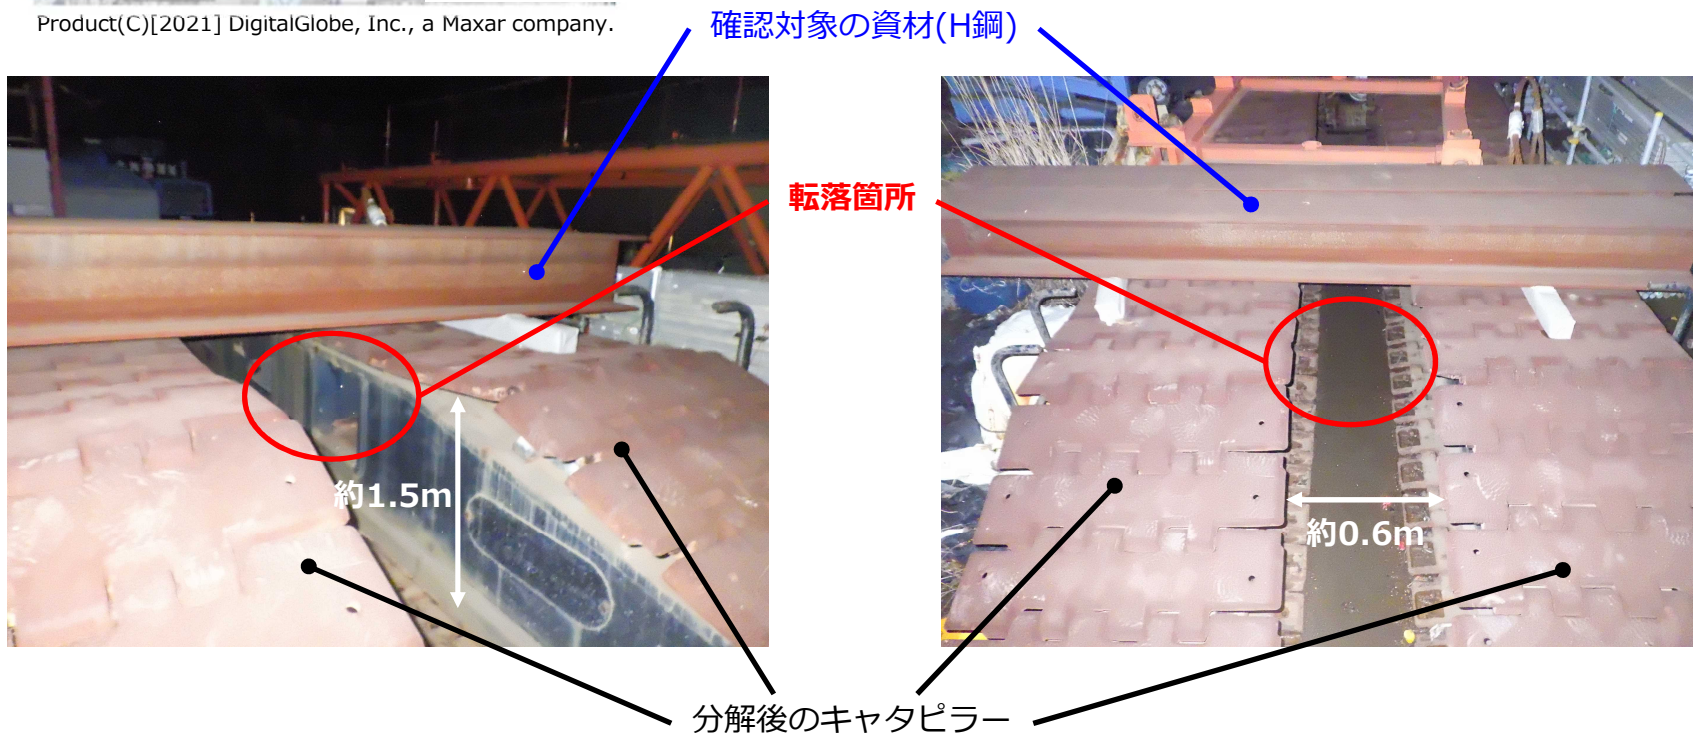 Product(C)[2021] DigitalGlobe, Inc., a Maxar company.
確認対象の資材(H鋼)
転落箇所
約1.5m
約0.6m
分解後のキャタピラー